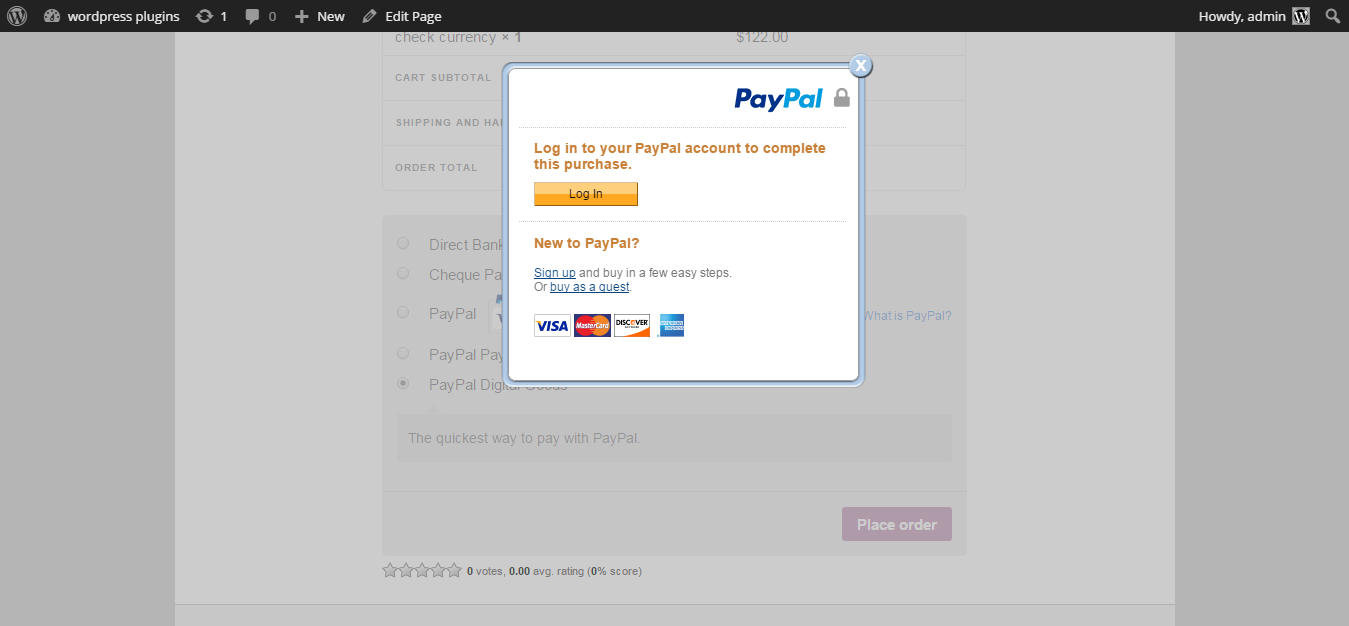 wordpress plugins 1 0 New Edit Page Howdy, admin
check currency × 1 $122.00
CART SUBTOTAL
SHIPPING AND HA
ORDER TOTAL
X
PayPal
Log in to your PayPal account to complete
this purchase.
Log In
New to PayPal?
Sign up and buy in a few easy steps.
Or buy as a guest.
VISA MasterCard DISCOVER
Direct Bank
Cheque Pa
PayPal What is PayPal?
PayPal Pay
PayPal Digital Goods
The quickest way to pay with PayPal.
Place order
0 votes, 0.00 avg. rating (0% score)